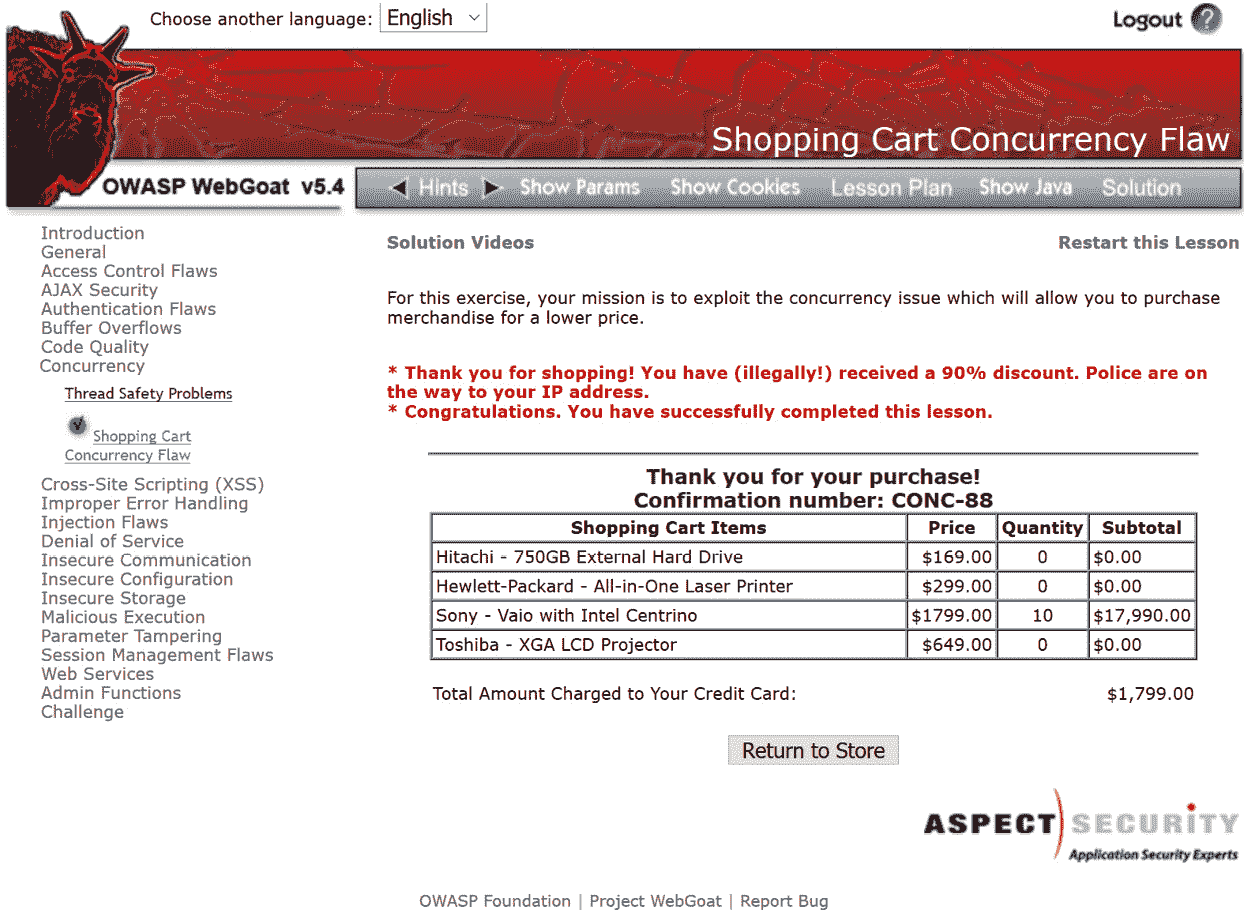 Choose another language: English
Logout ?
Shopping Cart Concurrency Flaw
OWASP WebGoat v5.4
Hints Show Params Show Cookies Lesson Plan Show Java Solution
Introduction
General
Access Control Flaws
AJAX Security
Authentication Flaws
Buffer Overflows
Code Quality
Concurrency
Thread Safety Problems
Shopping Cart
Concurrency Flaw
Cross-Site Scripting (XSS)
Improper Error Handling
Injection Flaws
Denial of Service
Insecure Communication
Insecure Configuration
Insecure Storage
Malicious Execution
Parameter Tampering
Session Management Flaws
Web Services
Admin Functions
Challenge
Solution Videos Restart this Lesson
For this exercise, your mission is to exploit the concurrency issue which will allow you to purchase
merchandise for a lower price.
* Thank you for shopping! You have (illegally!) received a 90% discount. Police are on
the way to your IP address.
* Congratulations. You have successfully completed this lesson.
Thank you for your purchase!
Confirmation number: CONC-88
Shopping Cart Items Price Quantity Subtotal
Hitachi - 750GB External Hard Drive $169.00 0 $0.00
Hewlett-Packard - All-in-One Laser Printer $299.00 0 $0.00
Sony - Vaio with Intel Centrino $1799.00 10 $17,990.00
Toshiba - XGA LCD Projector $649.00 0 $0.00
Total Amount Charged to Your Credit Card: $1,799.00
Return to Store
ASPECT SECURITY
Application Security Experts
OWASP Foundation | Project WebGoat | Report Bug